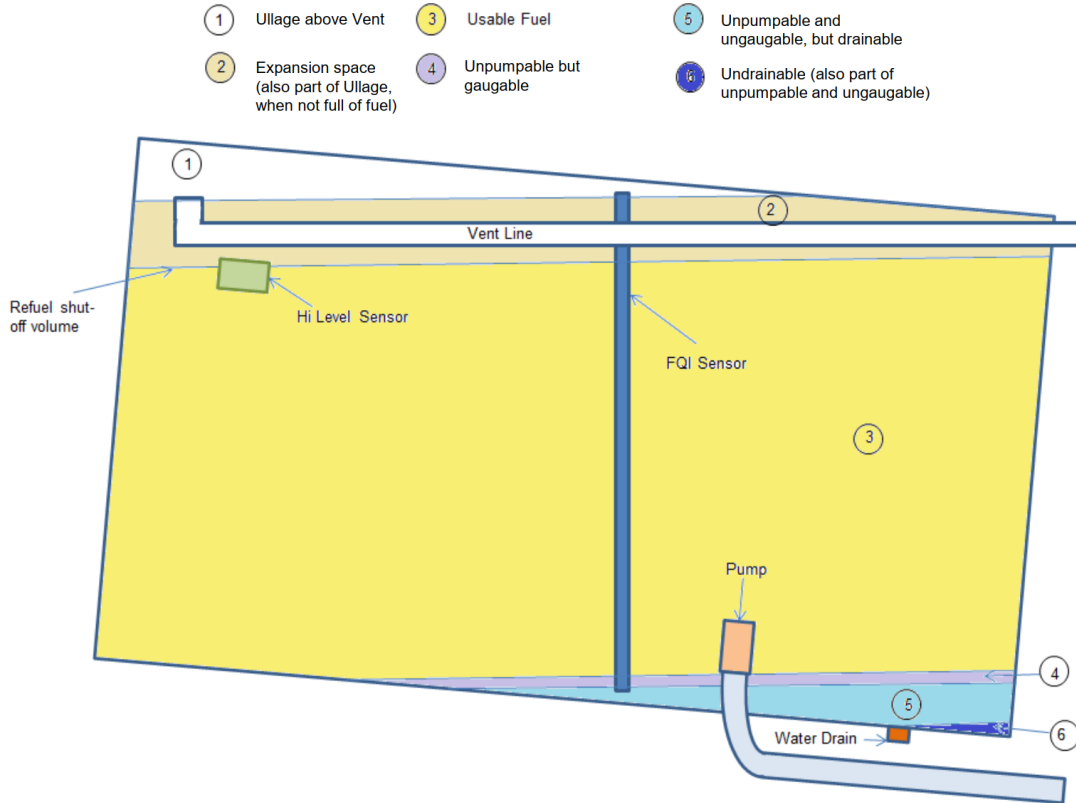 1 Ullage above Vent
3 Usable Fuel
5 Unpumpable and
ungaugable, but drainable
2 Expansion space
(also part of Ullage,
when not full of fuel)
4 Unpumpable but
gaugable
6 Undrainable (also part of
unpumpable and ungaugable)
1
2
Vent Line
Refuel shut-
off volume
Hi Level Sensor
FQI Sensor
3
Pump
4
5
Water Drain
6